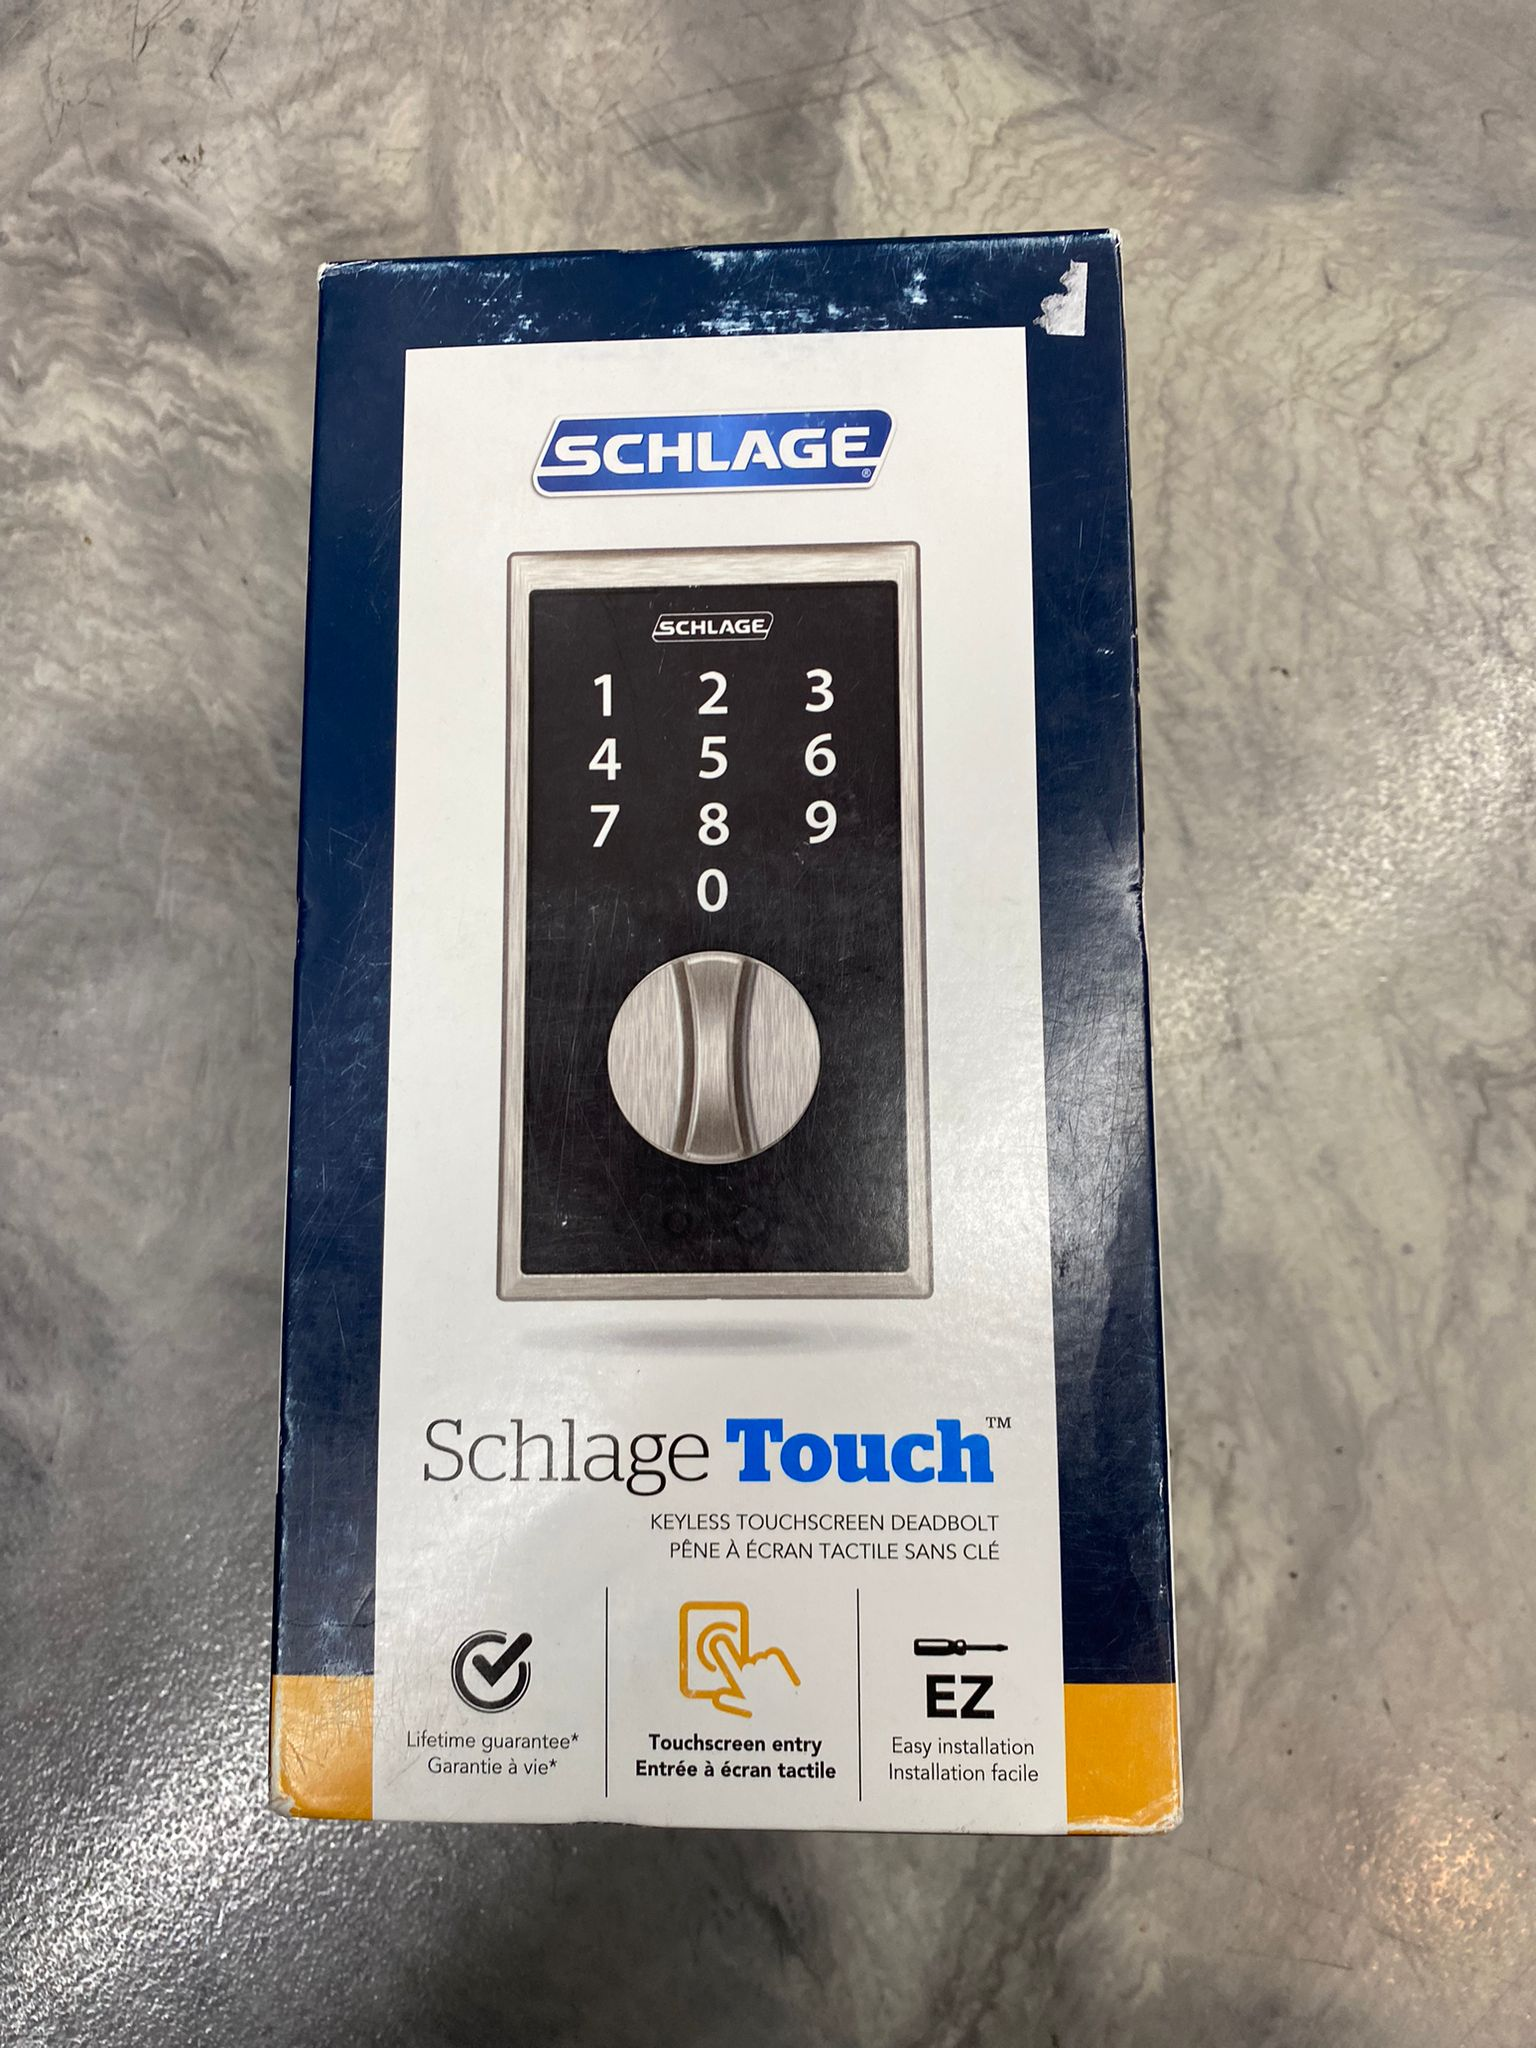 SCHLAGE®
SCHLAGE
1 2 3
4 5 6
7 8 9
0
Schlage Touch™
KEYLESS TOUCHSCREEN DEADBOLT
PÊNE À ÉCRAN TACTILE SANS CLÉ
Lifetime guarantee*
Garantie à vie*
Touchscreen entry
Entrée à écran tactile
EZ
Easy installation
Installation facile